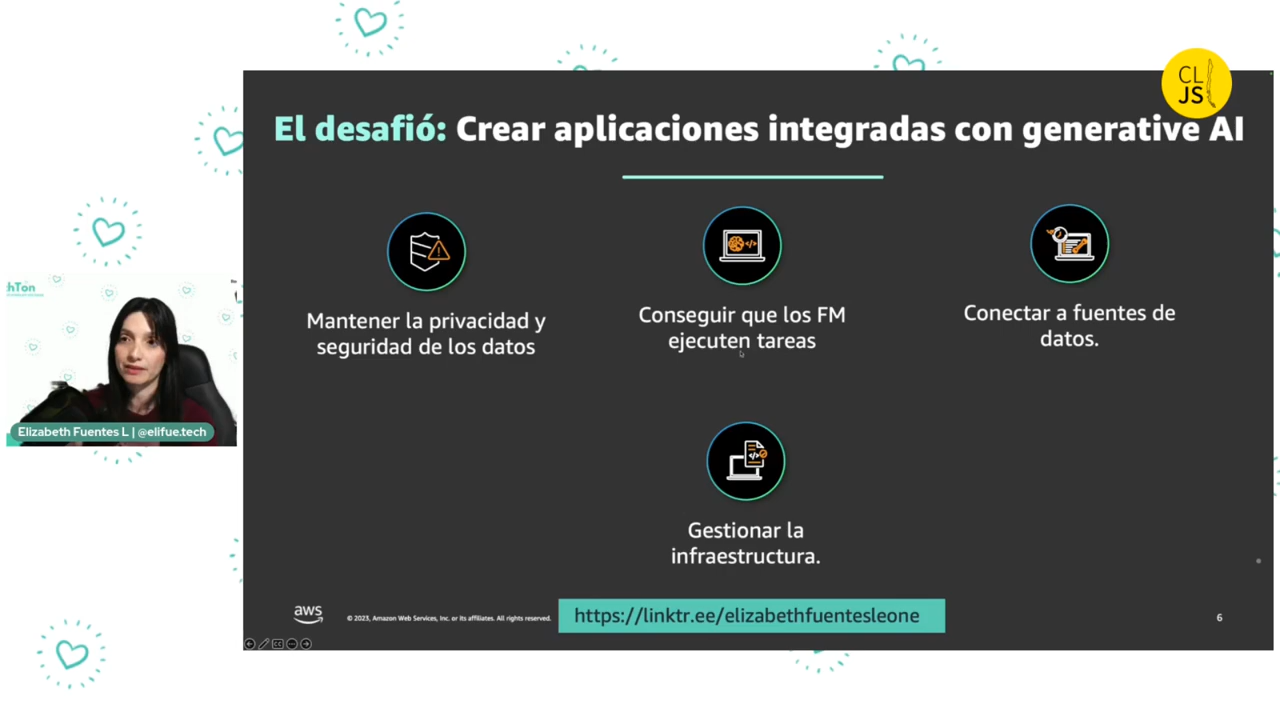 CL
JS
El desafió: Crear aplicaciones integradas con generative AI
Mantener la privacidad y
seguridad de los datos
Conseguir que los FM
ejecuten tareas
Conectar a fuentes de
datos.
Gestionar la
infraestructura.
hTon
Elizabeth Fuentes L | @elifue.tech
aws
© 2023, Amazon Web Services, Inc. or its affiliates. All rights reserved.
https://linktr.ee/elizabethfuentesleone
6